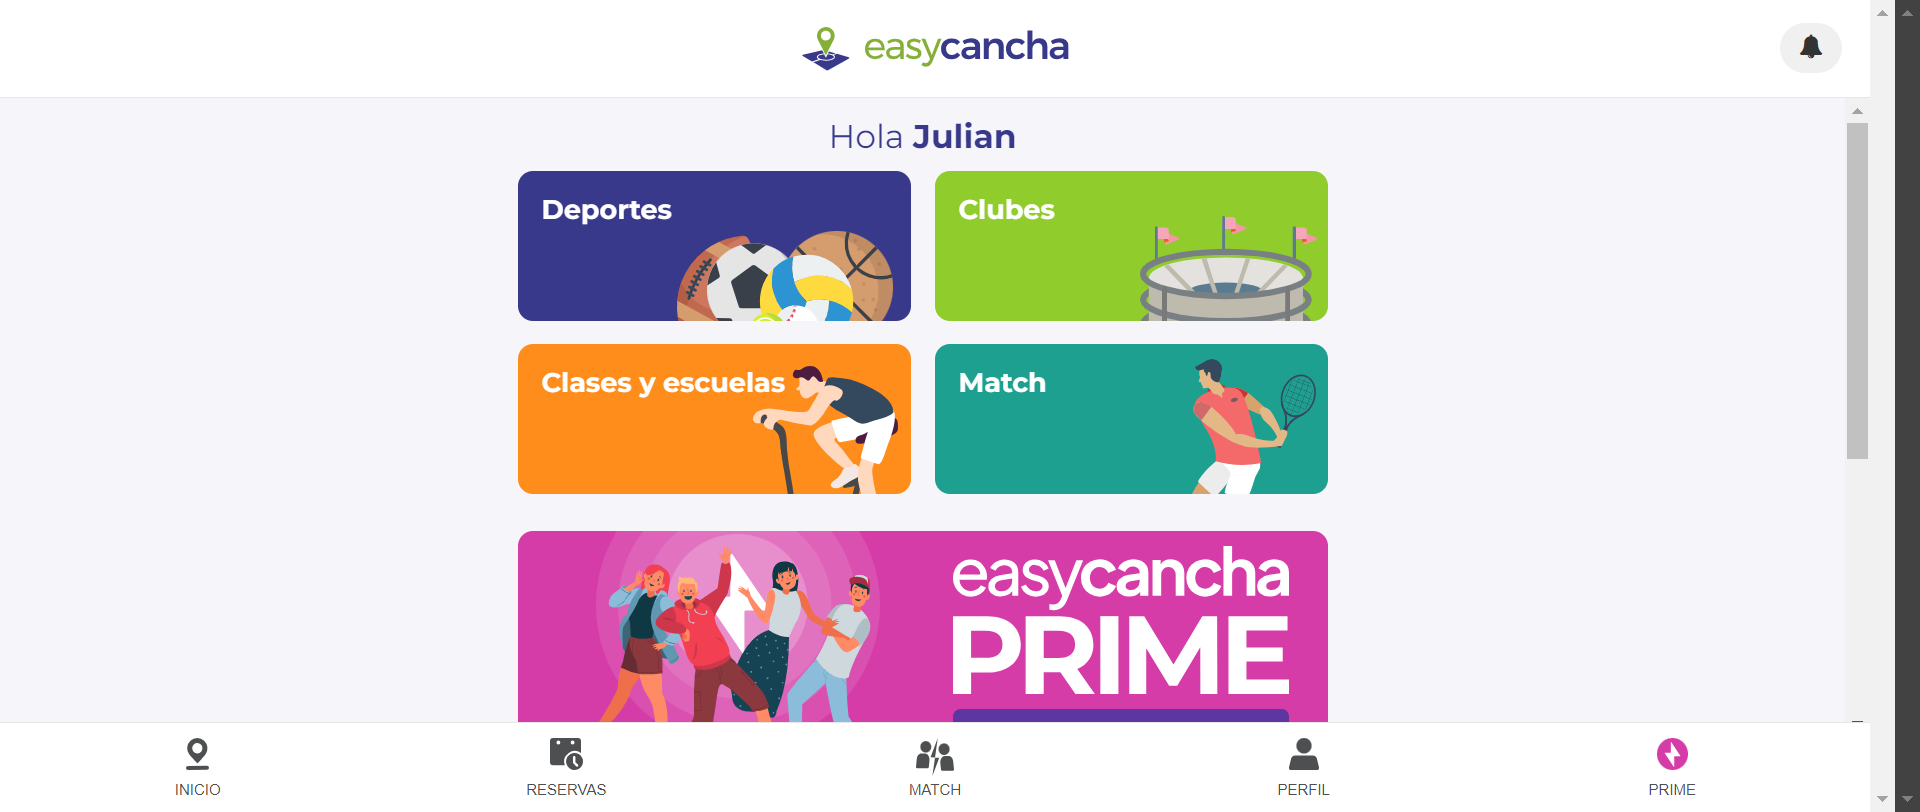 easycancha
Hola Julian
Deportes
Clubes
Clases y escuelas
Match
easycancha
PRIME
INICIO
RESERVAS
MATCH
PERFIL
PRIME